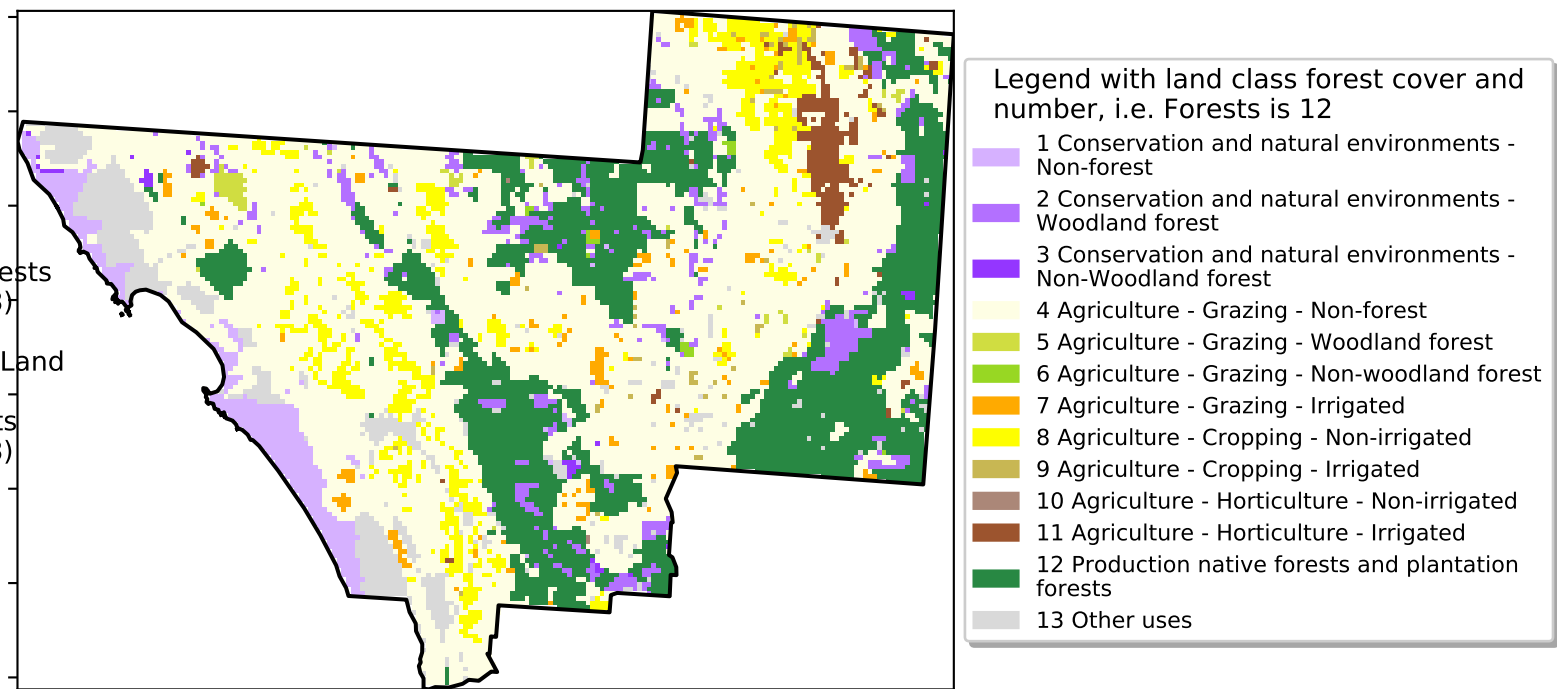 ests
)
Land
ts
)
Legend with land class forest cover and
number, i.e. Forests is 12
1 Conservation and natural environments -
Non-forest
2 Conservation and natural environments -
Woodland forest
3 Conservation and natural environments -
Non-Woodland forest
4 Agriculture - Grazing - Non-forest
5 Agriculture - Grazing - Woodland forest
6 Agriculture - Grazing - Non-woodland forest
7 Agriculture - Grazing - Irrigated
8 Agriculture - Cropping - Non-irrigated
9 Agriculture - Cropping - Irrigated
10 Agriculture - Horticulture - Non-irrigated
11 Agriculture - Horticulture - Irrigated
12 Production native forests and plantation
forests
13 Other uses